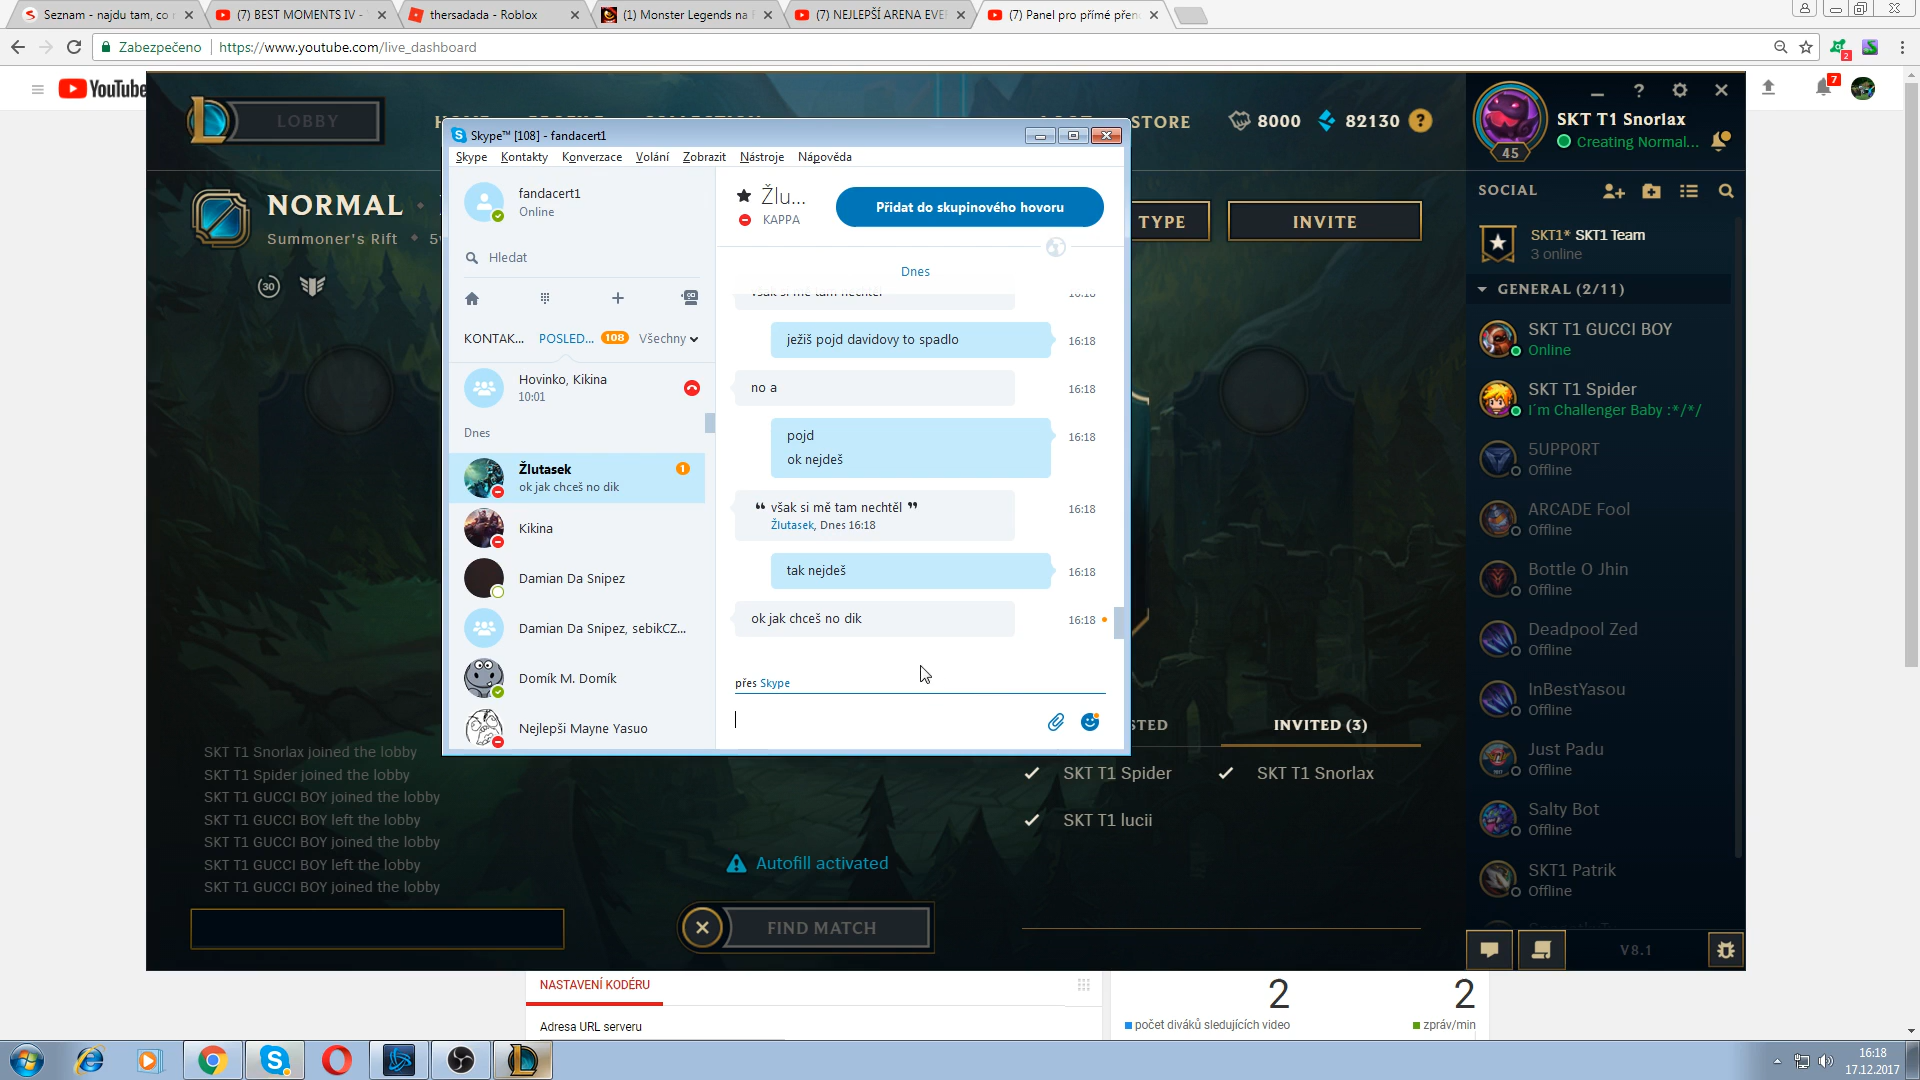 Seznam - najdu tam, co
(7) BEST MOMENTS IV -
thersadada - Roblox
(1) Monster Legends na
(7) NEJLEPŠÍ ARENA EVE
(7) Panel pro přímé přen
Zabezpečeno
https://www.youtube.com/live_dashboard
2
YouTube
7
LOBBY
STORE
8000
82130
?
SKT T1 Snorlax
Creating Normal...
45
NORMAL
Summoner's Rift
30
TYPE
INVITE
SOCIAL
SKT1* SKT1 Team
3 online
GENERAL (2/11)
SKT T1 GUCCI BOY
Online
SKT T1 Spider
I´m Challenger Baby :*/*/
5UPP0RT
Offline
ARCADE Fool
Offline
Bottle O Jhin
Offline
Deadpool Zed
Offline
InBestYasou
Offline
Just Padu
Offline
Salty Bot
Offline
SKT1 Patrik
Offline
V8.1
Skype™ [108] - fandacert1
Skype Kontakty Konverzace Volání Zobrazit Nástroje Nápověda
fandacert1
Online
Hledat
KONTAK... POSLED... 108 Všechny
Hovinko, Kikina
10:01
Dnes
Žlutasek
1
ok jak chceš no dik
Kikina
Damian Da Snipez
Damian Da Snipez, sebikCZ...
Domík M. Domík
Nejlepši Mayne Yasuo
Žlu...
KAPPA
Přidat do skupinového hovoru
Dnes
však si mě tam nechtěl
16:18
ježiš pojd davidovy to spadlo
16:18
no a
16:18
pojd
16:18
ok nejdeš
❝ však si mě tam nechtěl ❞
16:18
Žlutasek, Dnes 16:18
tak nejdeš
16:18
ok jak chceš no dik
16:18
přes Skype
INVITED (3)
SKT T1 Spider
SKT T1 Snorlax
SKT T1 lucii
SKT T1 Snorlax joined the lobby
SKT T1 Spider joined the lobby
SKT T1 GUCCI BOY joined the lobby
SKT T1 GUCCI BOY left the lobby
SKT T1 GUCCI BOY joined the lobby
SKT T1 GUCCI BOY left the lobby
SKT T1 GUCCI BOY joined the lobby
Autofill activated
FIND MATCH
NASTAVENÍ KODÉRU
Adresa URL serveru
2
počet diváků sledujících video
2
zpráv/min
16:18
17.12.2017